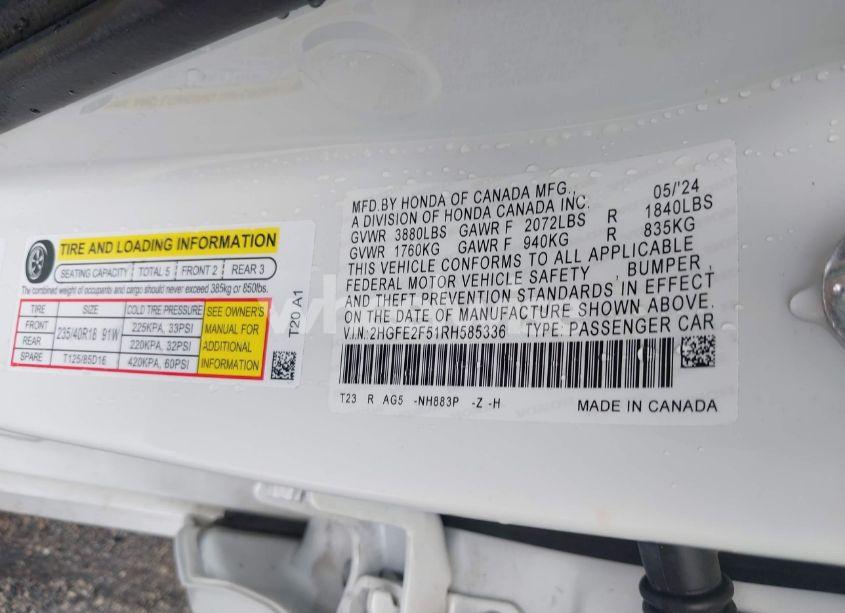 TIRE AND LOADING INFORMATION
SEATING CAPACITY TOTAL 5 FRONT 2 REAR 3
The combined weight of occupants and cargo should never exceed 385kg or 850lbs.
TIRE SIZE COLD TIRE PRESSURE
FRONT 235/40R18 91W 225KPA, 33PSI
REAR 220KPA, 32PSI
SPARE T125/85D16 420KPA, 60PSI
SEE OWNER'S
MANUAL FOR
ADDITIONAL
INFORMATION
T20 A1
MFD.BY HONDA OF CANADA MFG., 05/'24
A DIVISION OF HONDA CANADA INC.
GVWR 3880LBS GAWR F 2072LBS R 1840LBS
GVWR 1760KG GAWR F 940KG R 835KG
THIS VEHICLE CONFORMS TO ALL APPLICABLE
FEDERAL MOTOR VEHICLE SAFETY , BUMPER,
AND THEFT PREVENTION STANDARDS IN EFFECT
ON THE DATE OF MANUFACTURE SHOWN ABOVE.
V.I.N: 2HGFE2F51RH585336 TYPE: PASSENGER CAR
T23 R AG5 -NH883P -Z -H MADE IN CANADA